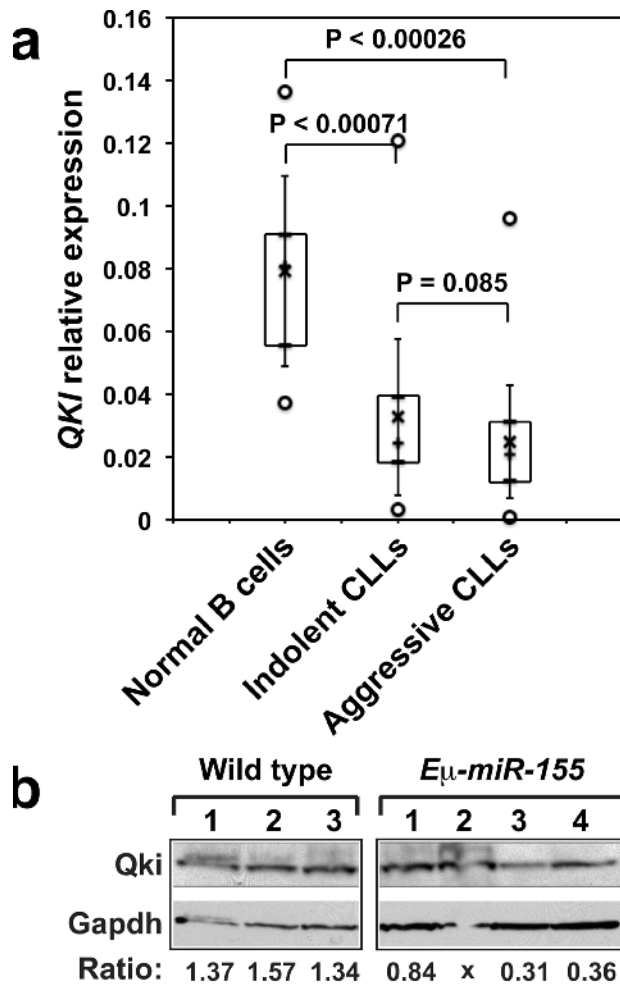 a
0.16
0.14
0.12
0.1
0.08
0.06
0.04
0.02
0
QKI relative expression
P < 0.00026
P < 0.00071
P = 0.085
Normal B cells
Indolent CLLs
Aggressive CLLs
b
Wild type Eμ-miR-155
1 2 3 1 2 3 4
Qki
Gapdh
Ratio: 1.37 1.57 1.34 0.84 x 0.31 0.36